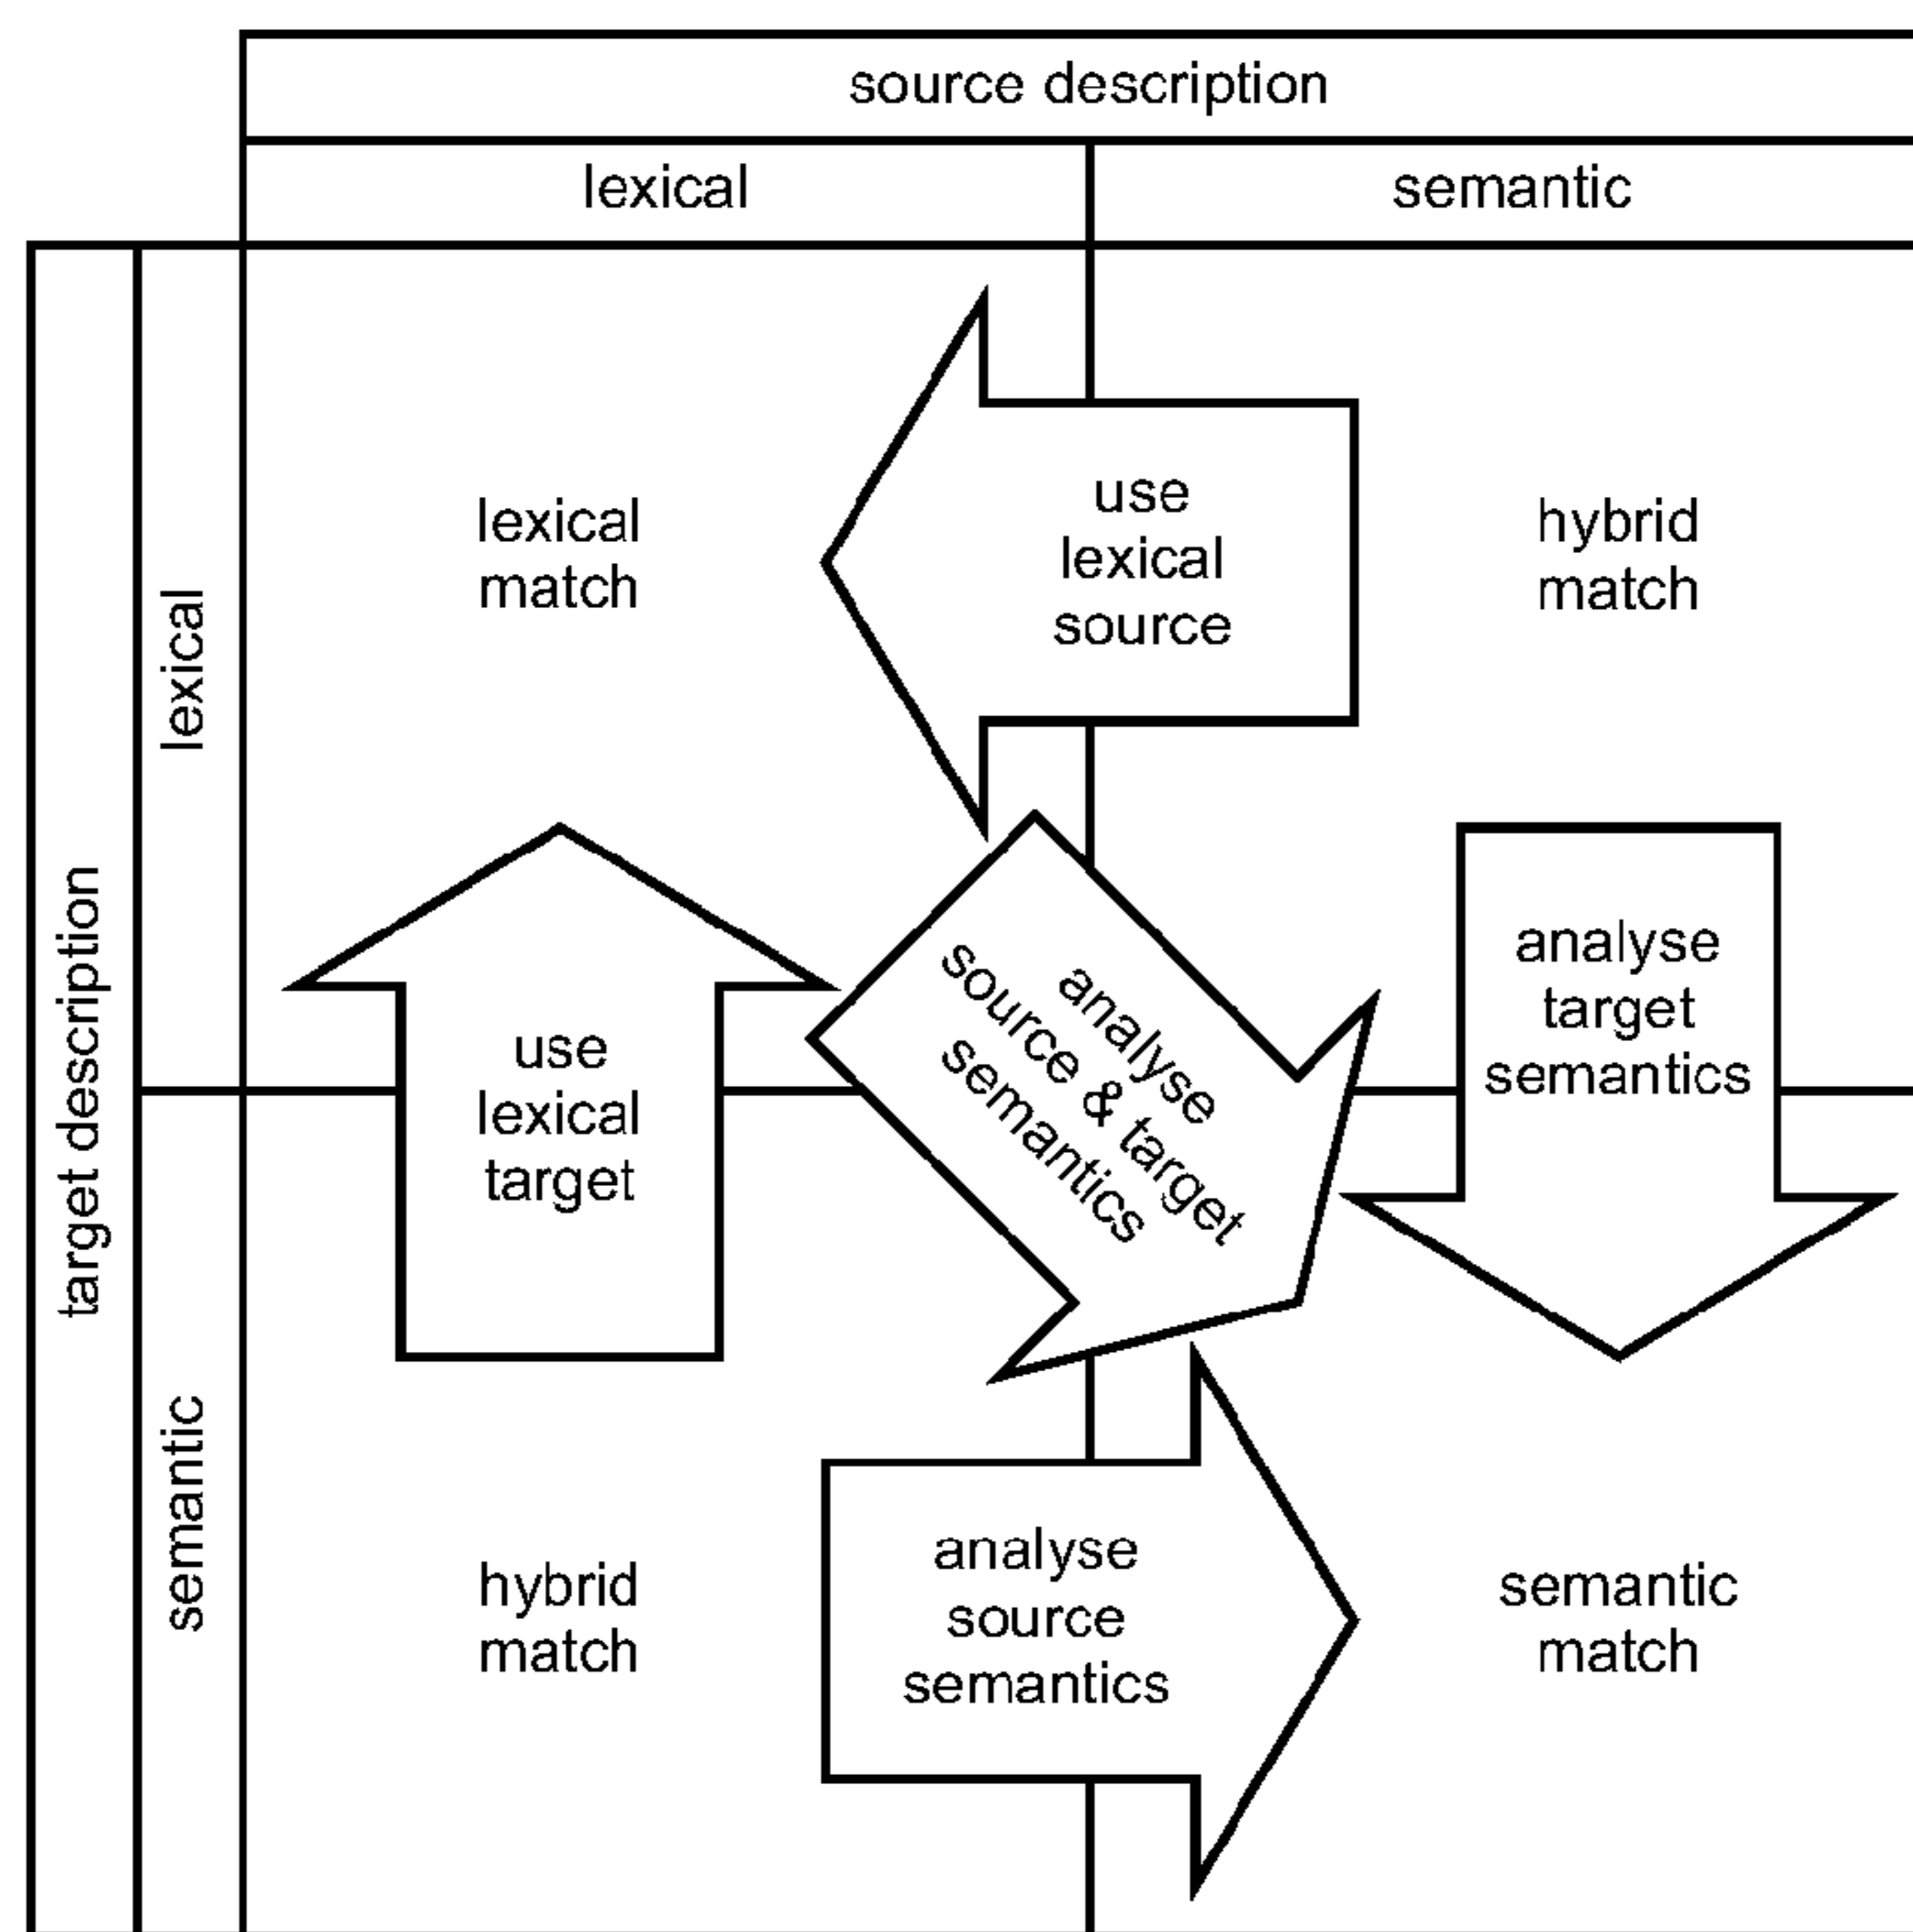 source description
lexical
semantic
target description
lexical
semantic
lexical
match
use
lexical
source
hybrid
match
use
lexical
target
analyse
source & target
semantics
analyse
target
semantics
hybrid
match
analyse
source
semantics
semantic
match